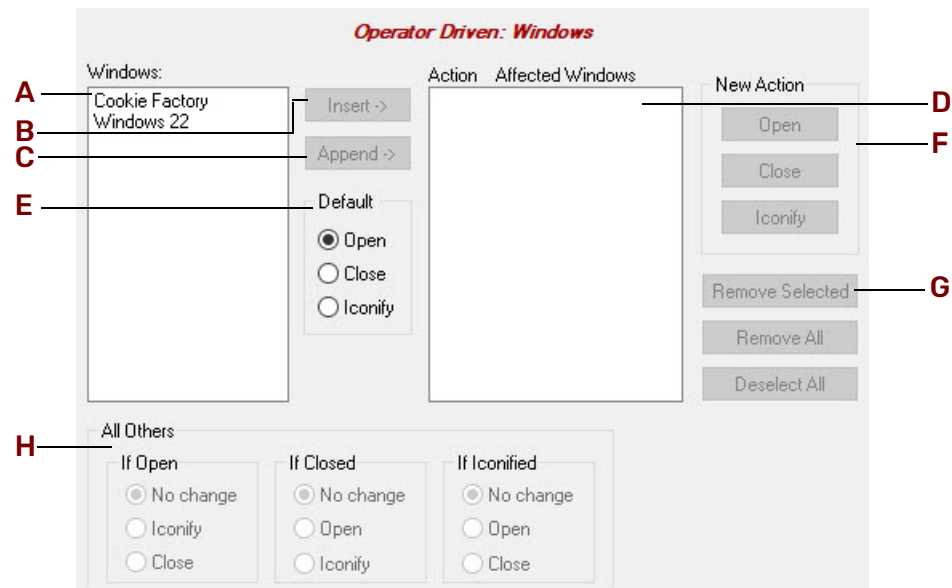 Operator Driven: Windows
Windows:
Action Affected Windows
New Action
A
Cookie Factory
Windows 22
B
Insert ->
D
Open
F
C
Append ->
Close
E
Default
Open
Close
Iconify
Iconify
Remove Selected
G
Remove All
Deselect All
H
All Others
If Open
No change
Iconify
Close
If Closed
No change
Open
Iconify
If Iconified
No change
Open
Close